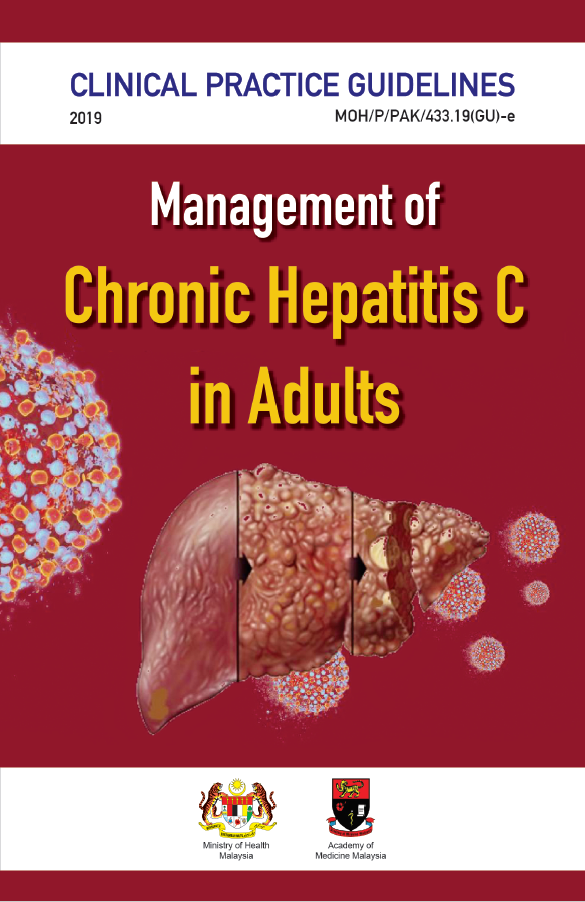 CLINICAL PRACTICE GUIDELINES
2019
MOH/P/PAK/433.19(GU)-e
Management of
Chronic Hepatitis C
in Adults
Ministry of Health
Malaysia
Academy of
Medicine Malaysia